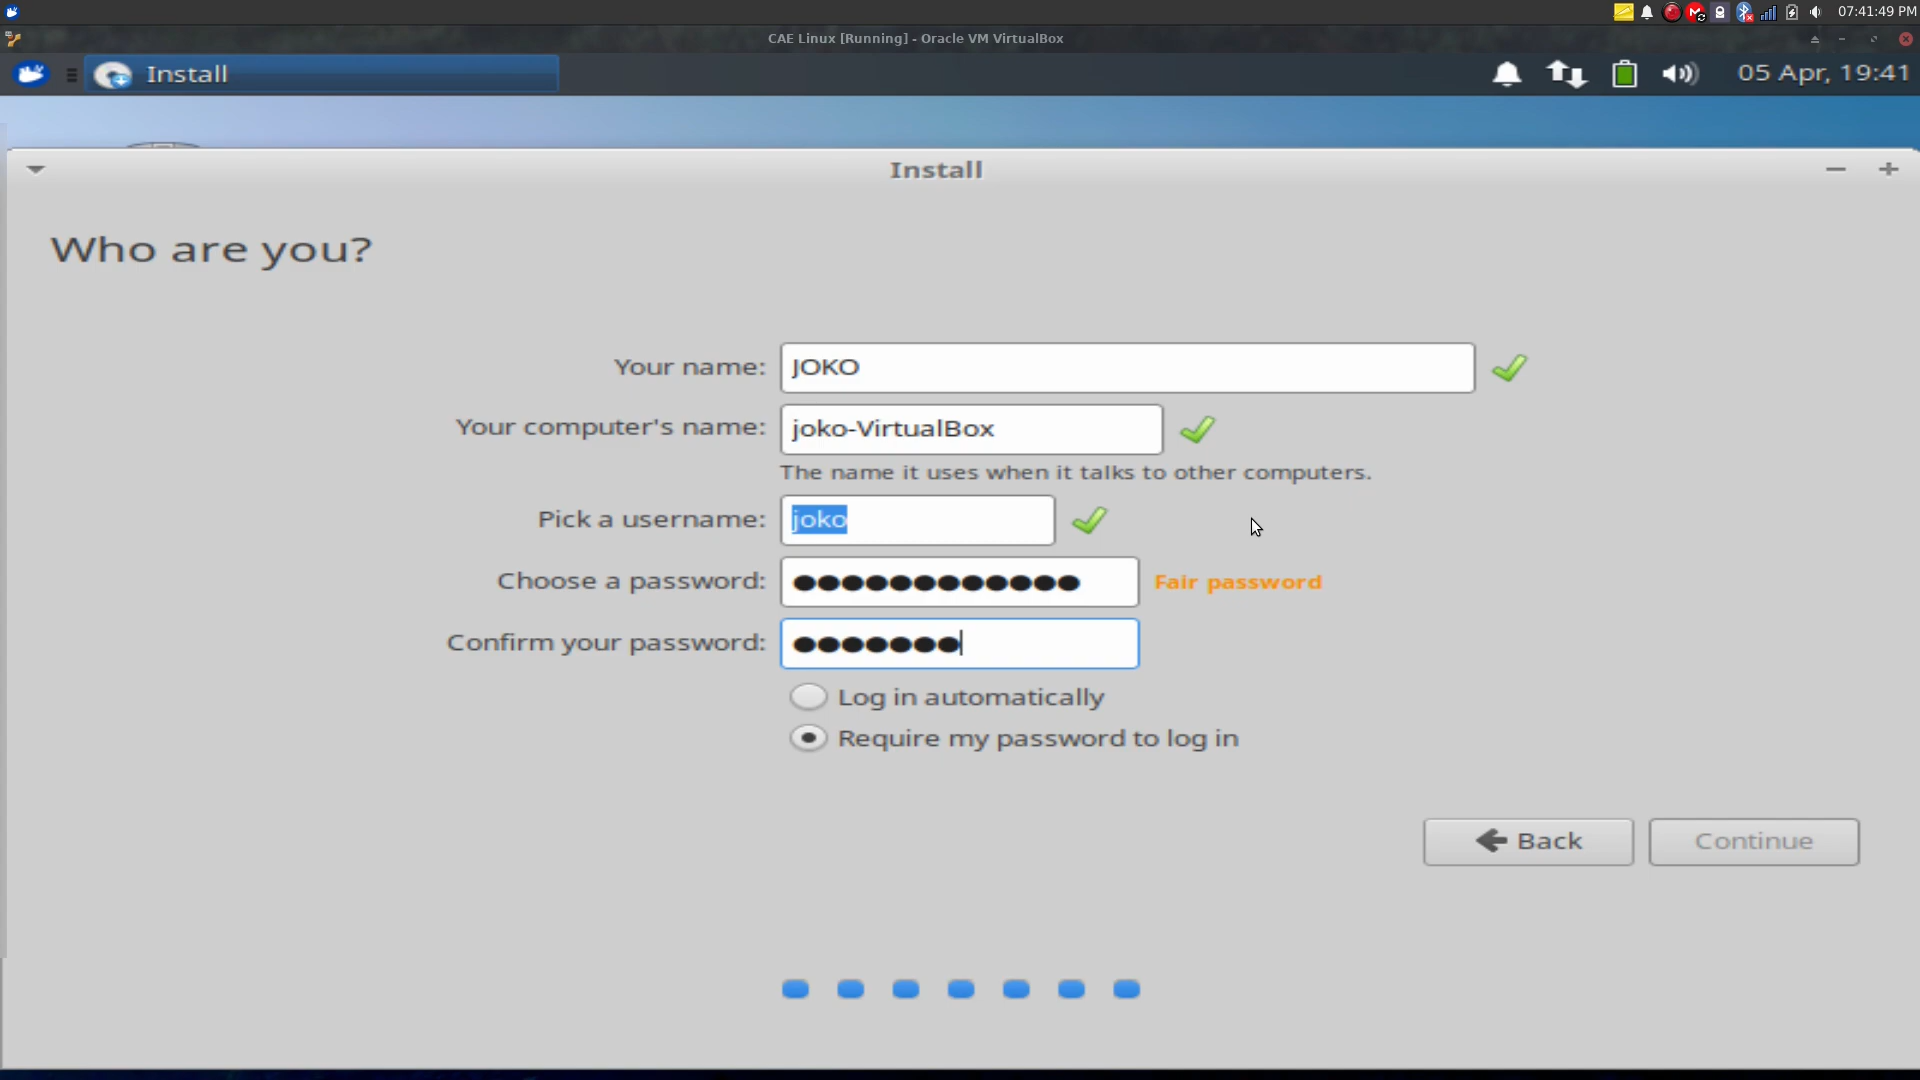 07:41:49 PM
CAE Linux [Running] - Oracle VM VirtualBox
Install
05 Apr, 19:41
Install
Who are you?
Your name: JOKO
Your computer's name: joko-VirtualBox
The name it uses when it talks to other computers.
Pick a username: joko
Choose a password: ●●●●●●●●●●●● Fair password
Confirm your password: ●●●●●●●
Log in automatically
Require my password to log in
Back Continue